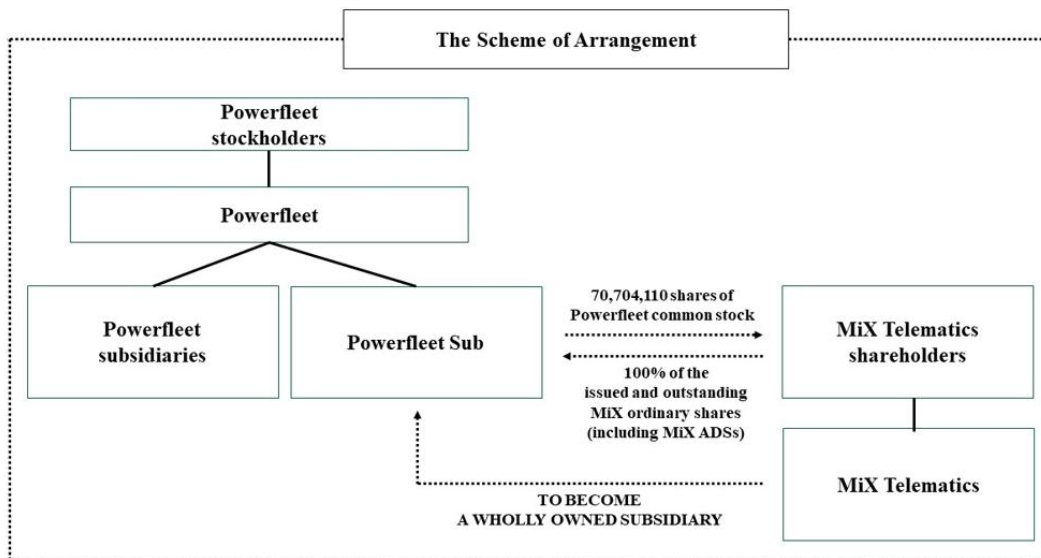 The Scheme of Arrangement
Powerfleet
stockholders
Powerfleet
Powerfleet
subsidiaries
Powerfleet Sub
70,704,110 shares of
Powerfleet common stock
100% of the
issued and outstanding
MiX ordinary shares
(including MiX ADSs)
MiX Telematics
shareholders
MiX Telematics
TO BECOME
A WHOLLY OWNED SUBSIDIARY